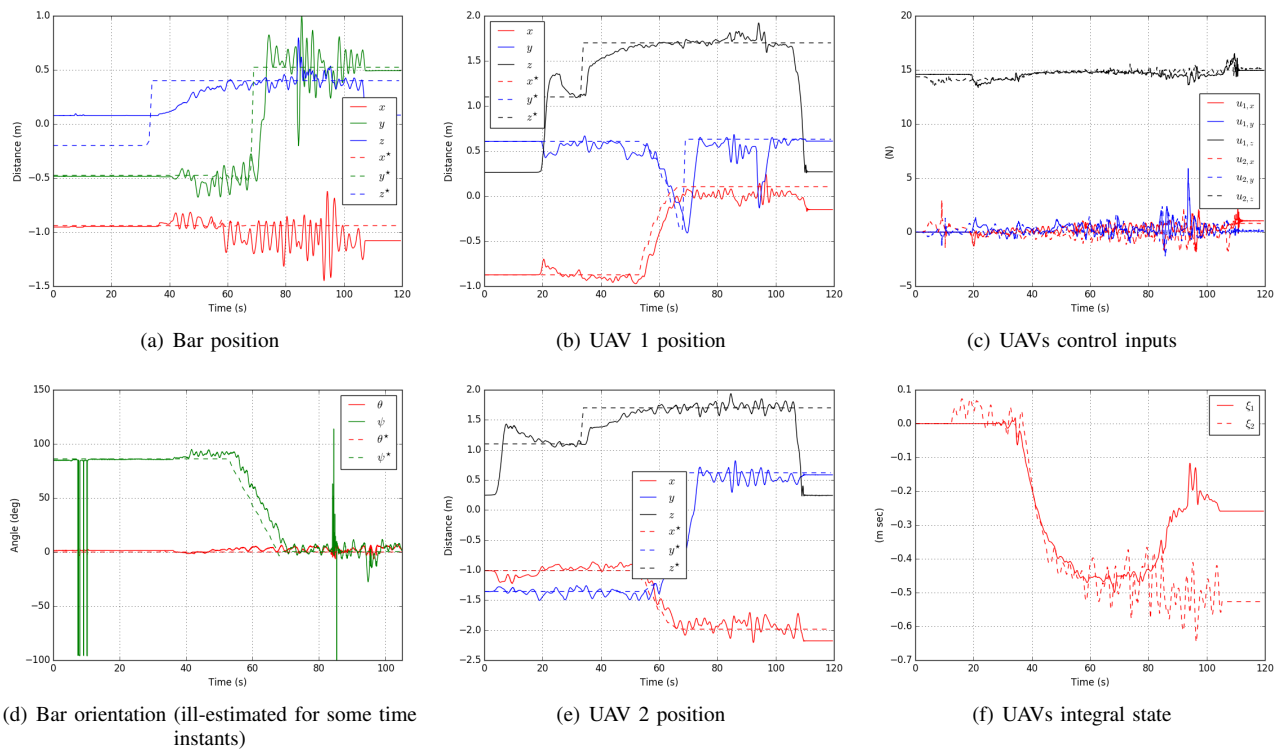 1.0
0.5
0.0
−0.5
−1.0
−1.5
Distance (m)
0 20 40 60 80 100 120
Time (s)
x
y
z
x⋆
y⋆
z⋆
(a) Bar position
2.0
1.5
1.0
0.5
0.0
−0.5
−1.0
Distance (m)
0 20 40 60 80 100 120
Time (s)
x
y
z
x⋆
y⋆
z⋆
(b) UAV 1 position
20
15
10
5
0
−5
(N)
0 20 40 60 80 100 120
Time (s)
u1,x
u1,y
u1,z
u2,x
u2,y
u2,z
(c) UAVs control inputs
150
100
50
0
−50
−100
Angle (deg)
0 20 40 60 80 100
Time (s)
θ
ψ
θ⋆
ψ⋆
(d) Bar orientation (ill-estimated for some time
instants)
2.0
1.5
1.0
0.5
0.0
−0.5
−1.0
−1.5
−2.0
−2.5
Distance (m)
0 20 40 60 80 100 120
Time (s)
x
y
z
x⋆
y⋆
z⋆
(e) UAV 2 position
0.1
0.0
−0.1
−0.2
−0.3
−0.4
−0.5
−0.6
−0.7
(m sec)
0 20 40 60 80 100 120
Time (s)
ξ1
ξ2
(f) UAVs integral state